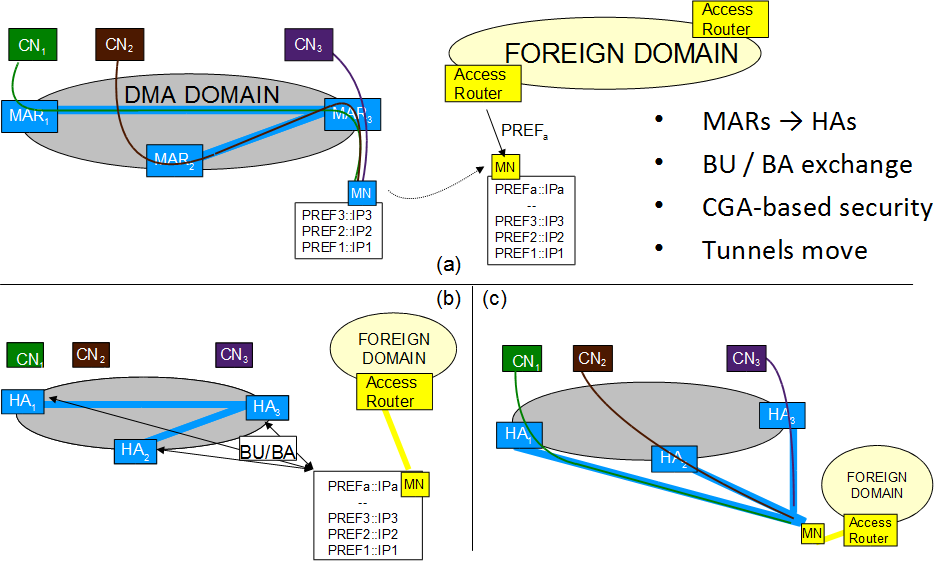 CN1
CN2
CN3
Access
Router
FOREIGN DOMAIN
Access
Router
DMA DOMAIN
MAR1
MAR3
MAR2
PREFa
MN
MN
PREF3::IP3
PREF2::IP2
PREF1::IP1
PREFa::IPa
--
PREF3::IP3
PREF2::IP2
PREF1::IP1
• MARs → HAs
• BU / BA exchange
• CGA-based security
• Tunnels move
(a)
(b)
CN1
CN2
CN3
FOREIGN
DOMAIN
Access
Router
HA1
HA3
HA2
BU/BA
MN
PREFa::IPa
--
PREF3::IP3
PREF2::IP2
PREF1::IP1
(c)
CN1
CN2
CN3
HA1
HA3
HA2
FOREIGN
DOMAIN
MN
Access
Router